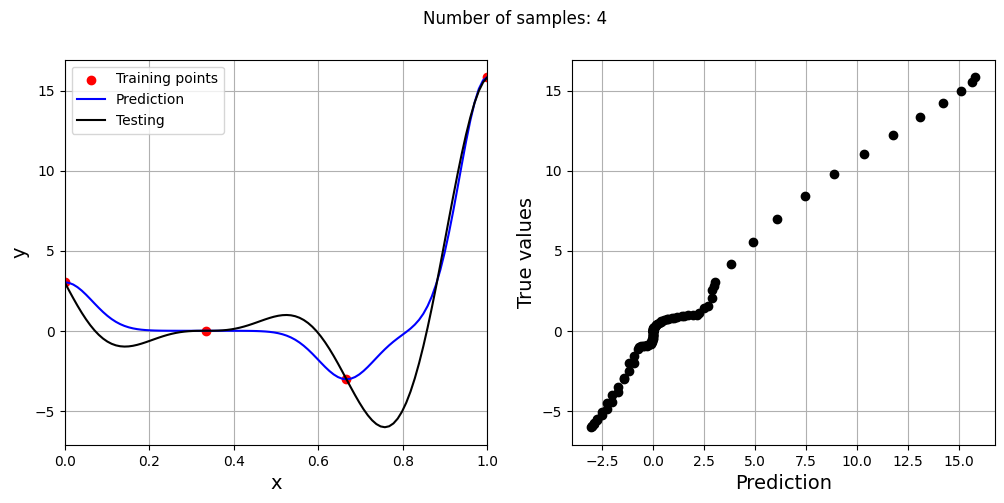 Number of samples: 4
Training points
Prediction
Testing
15
10
5
0
−5
y
0.0 0.2 0.4 0.6 0.8 1.0
x
15
10
5
0
−5
True values
−2.5 0.0 2.5 5.0 7.5 10.0 12.5 15.0
Prediction